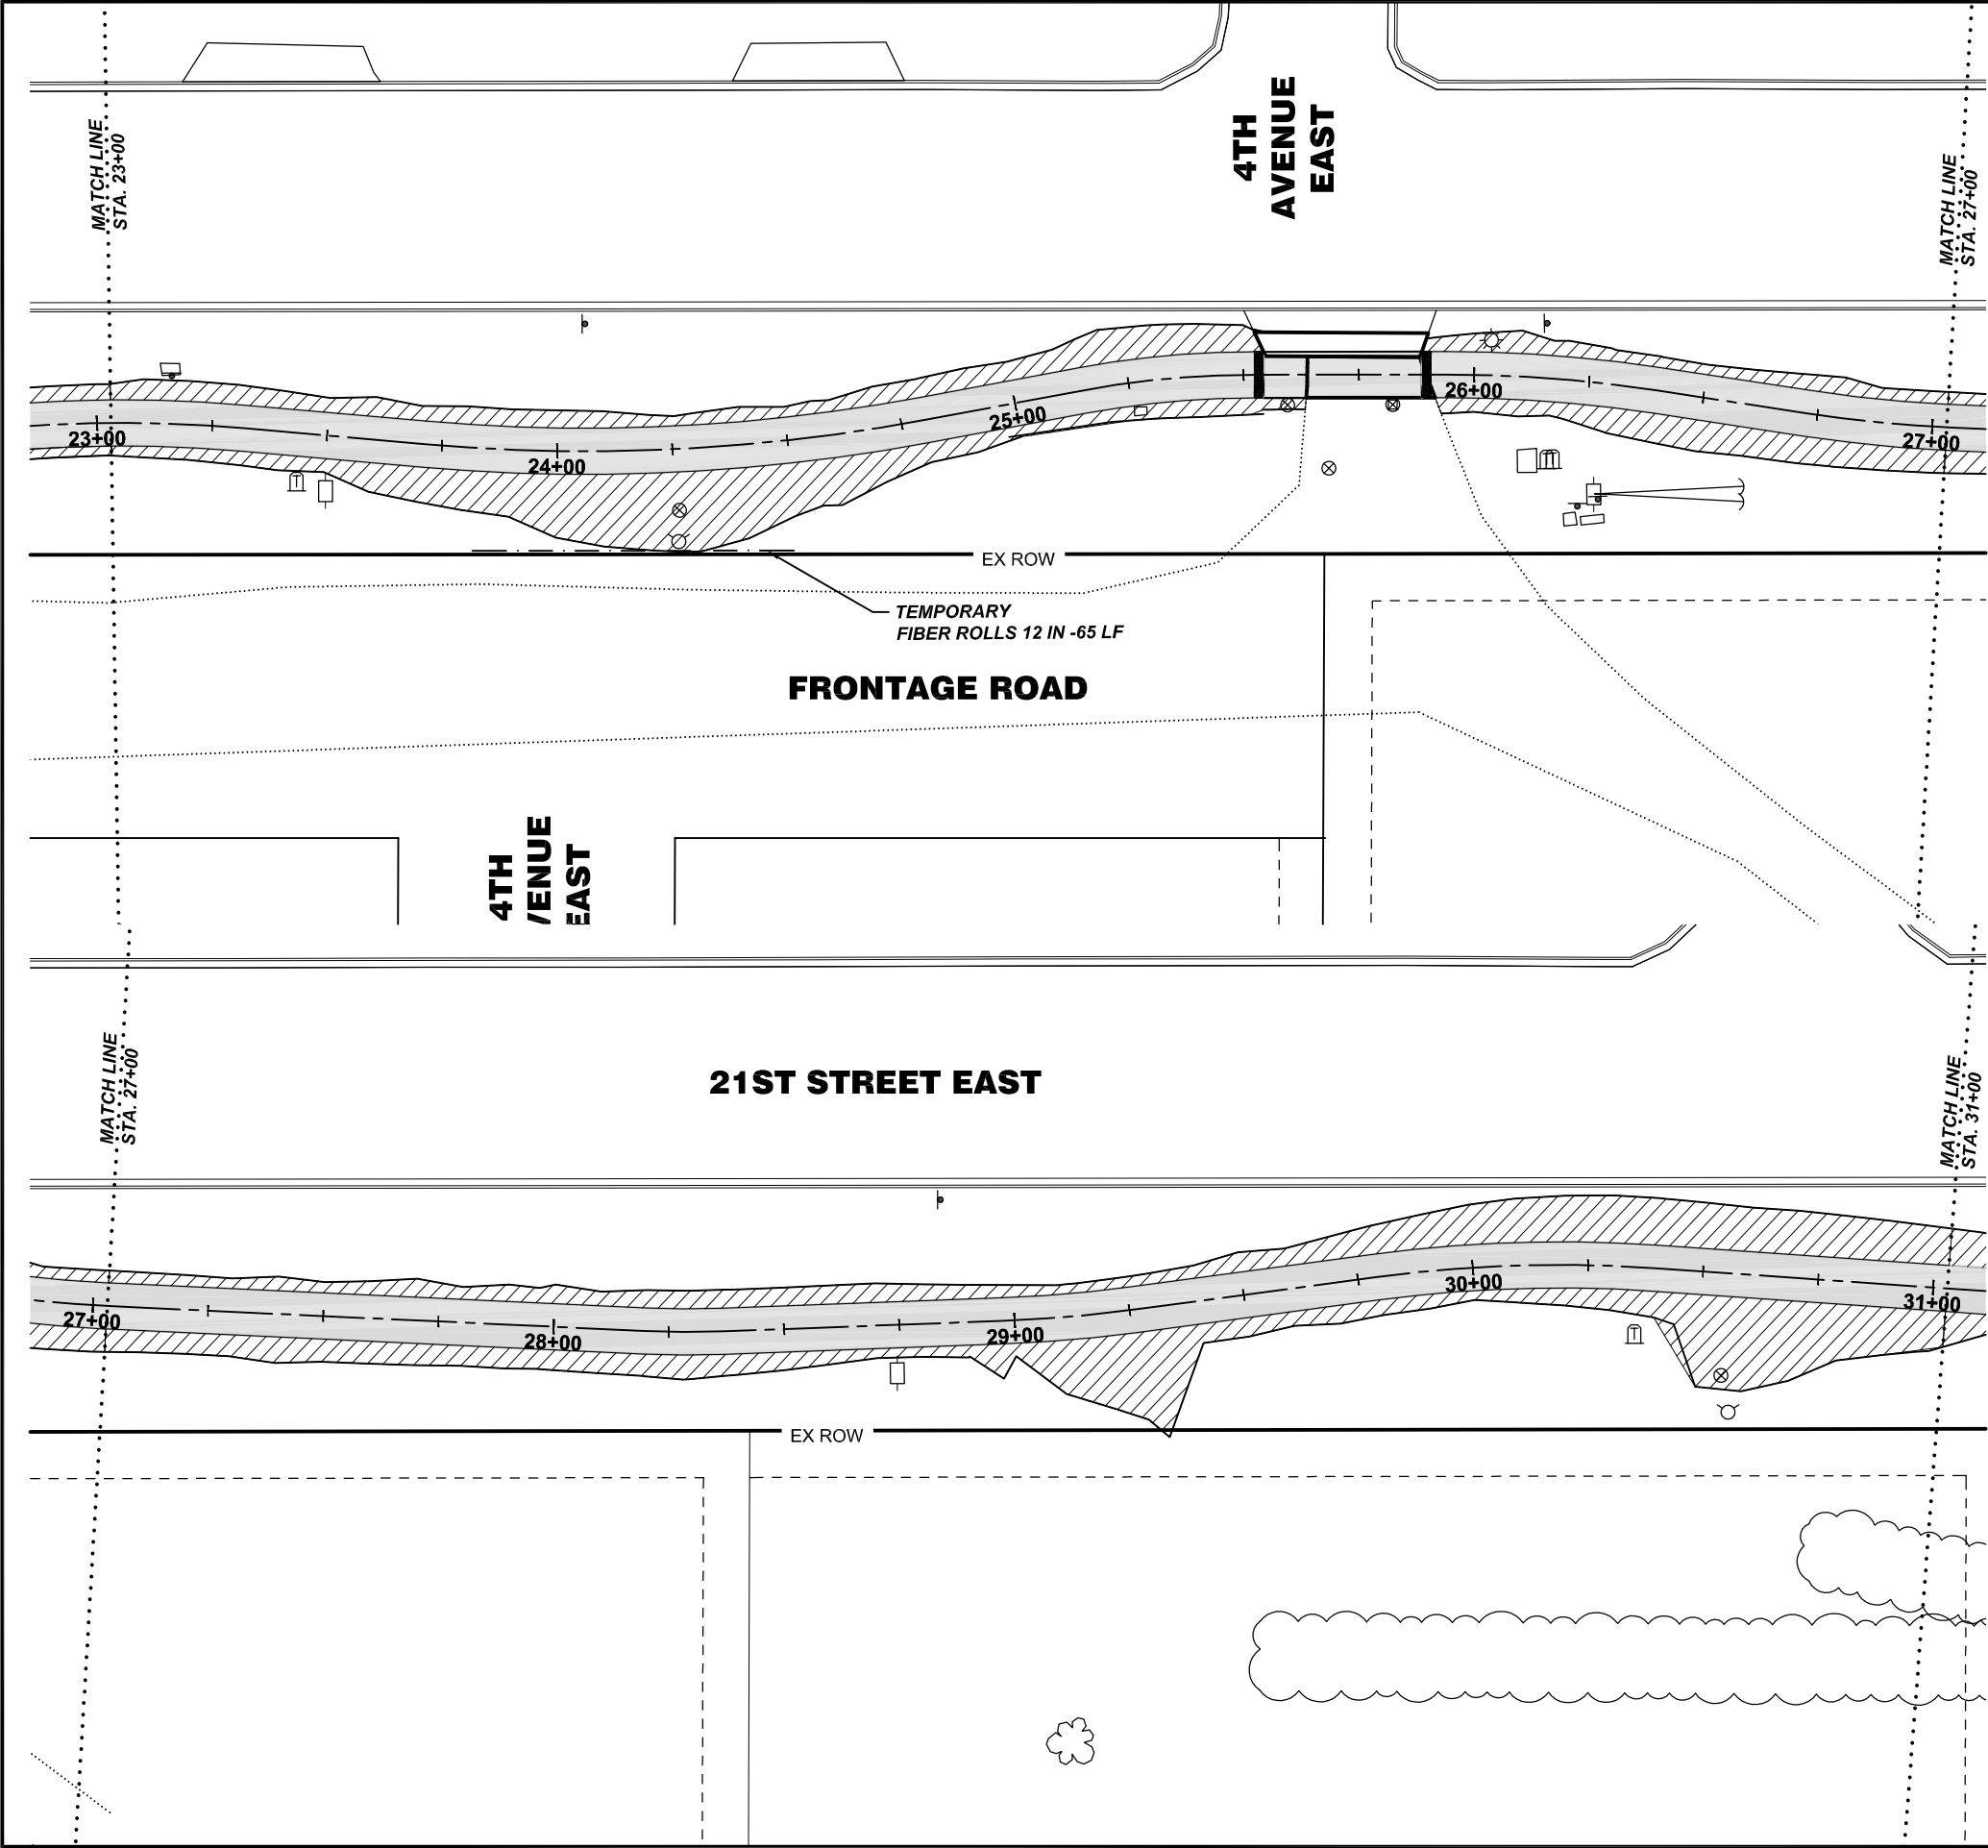 4TH
AVENUE
EAST
MATCH LINE
STA. 23+00
MATCH LINE
STA. 27+00
23+00
24+00
25+00
26+00
27+00
EX ROW
TEMPORARY
FIBER ROLLS 12 IN -65 LF
FRONTAGE ROAD
4TH
VENUE
EAST
MATCH LINE
STA. 27+00
MATCH LINE
STA. 31+00
21ST STREET EAST
27+00
28+00
29+00
30+00
31+00
EX ROW